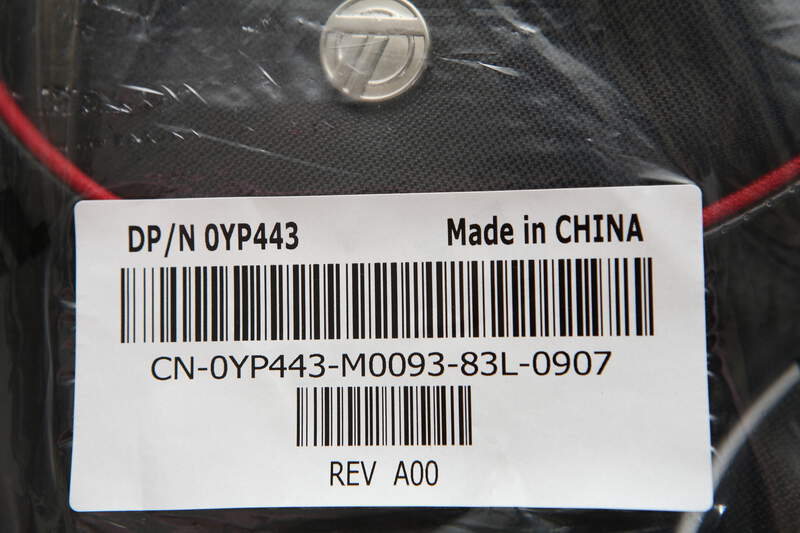 DP/N 0YP443 Made in CHINA
CN-0YP443-M0093-83L-0907
REV A00